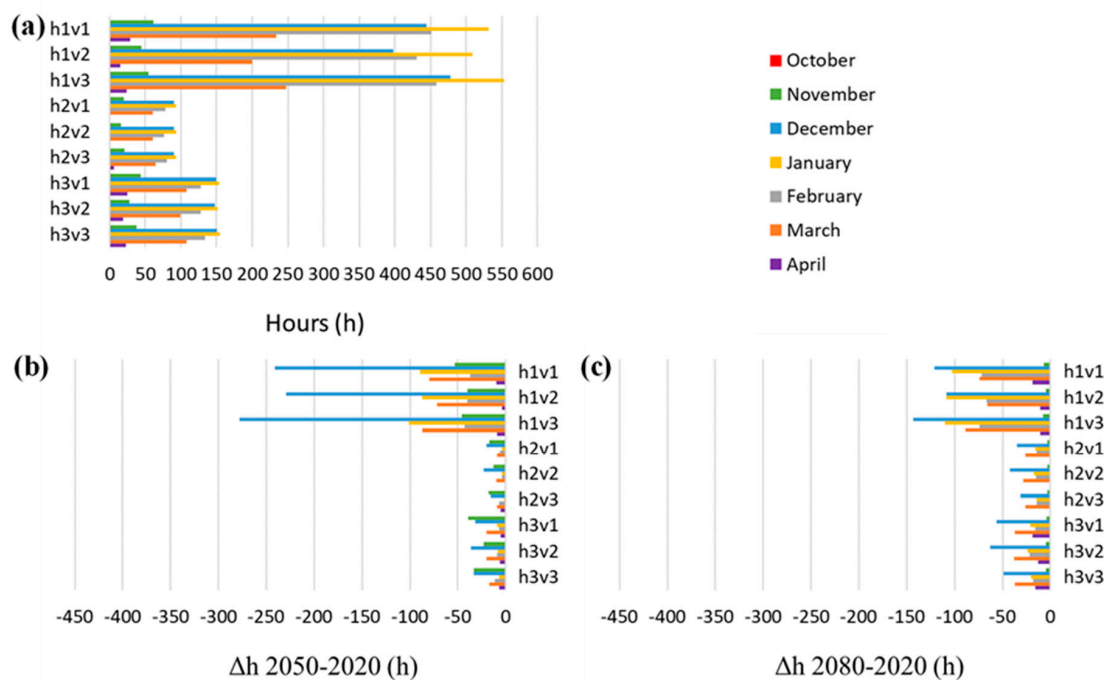 (a)
h1v1
h1v2
h1v3
h2v1
h2v2
h2v3
h3v1
h3v2
h3v3
0 50 100 150 200 250 300 350 400 450 500 550 600
Hours (h)
October
November
December
January
February
March
April
(b)
h1v1
h1v2
h1v3
h2v1
h2v2
h2v3
h3v1
h3v2
h3v3
-450 -400 -350 -300 -250 -200 -150 -100 -50 0
Δh 2050-2020 (h)
(c)
h1v1
h1v2
h1v3
h2v1
h2v2
h2v3
h3v1
h3v2
h3v3
-450 -400 -350 -300 -250 -200 -150 -100 -50 0
Δh 2080-2020 (h)